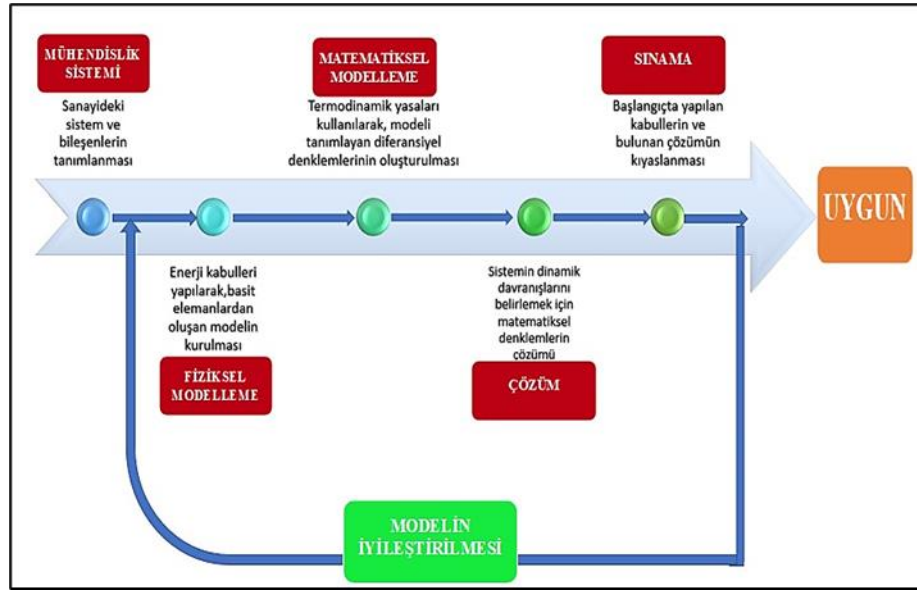 MÜHENDİSLİK
SİSTEMİ
Sanayideki
sistem ve
bileşenlerin
tanımlanması
MATEMATİKSEL
MODELLEME
Termodinamik yasaları
kullanılarak, modeli
tanımlayan diferansiyel
denklemlerinin oluşturulması
SINAMA
Başlangıçta yapılan
kabullerin ve
bulunan çözümün
kıyaslanması
UYGUN
Enerji kabulleri
yapılarak,basit
elemanlardan
oluşan modelin
kurulması
FİZİKSEL
MODELLEME
Sistemin dinamik
davranışlarını
belirlemek için
matematiksel
denklemlerin
çözümü
ÇÖZÜM
MODELİN
İYİLEŞTİRİLMESİ